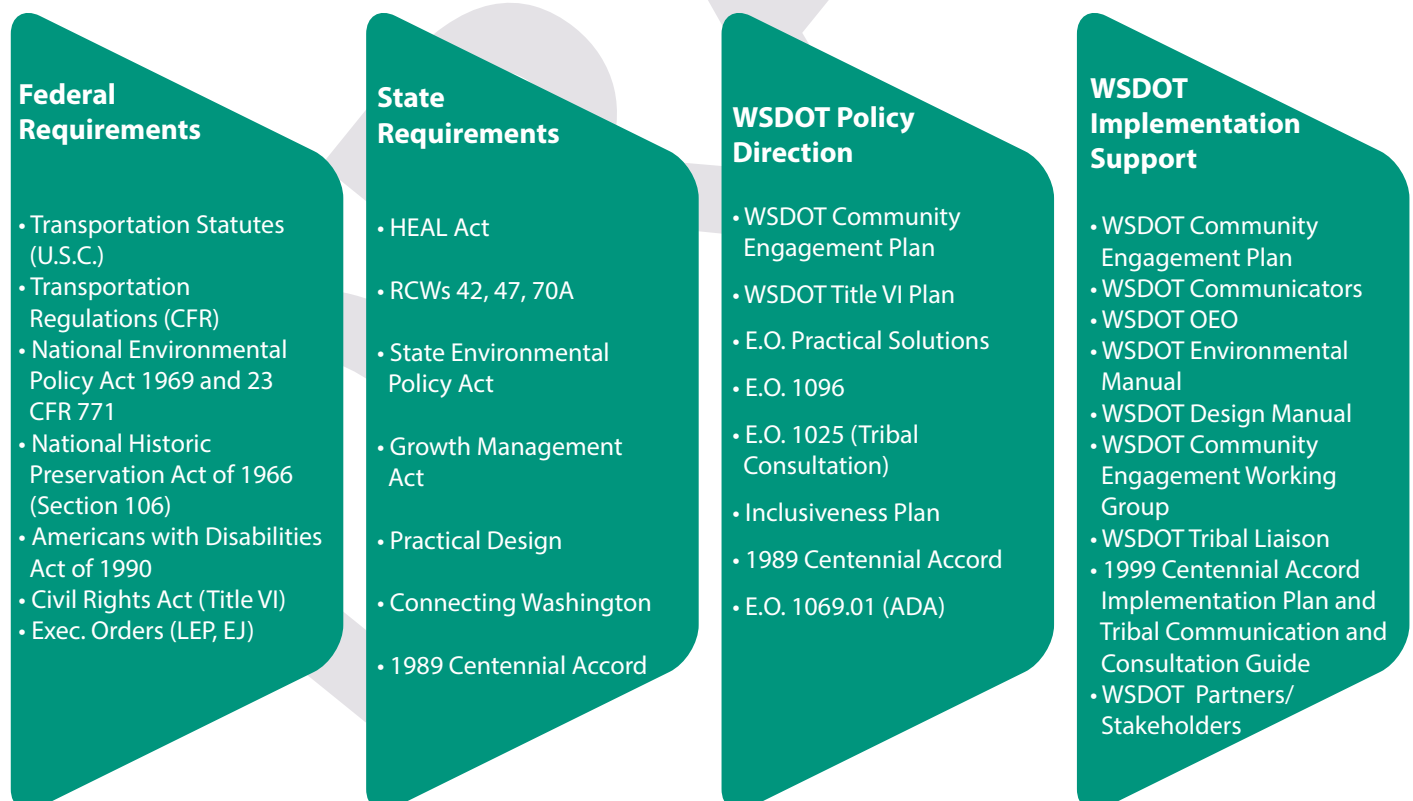 Federal
Requirements
• Transportation Statutes
(U.S.C.)
• Transportation
Regulations (CFR)
• National Environmental
Policy Act 1969 and 23
CFR 771
• National Historic
Preservation Act of 1966
(Section 106)
• Americans with Disabilities
Act of 1990
• Civil Rights Act (Title VI)
• Exec. Orders (LEP, EJ)
State
Requirements
• HEAL Act
• RCWs 42, 47, 70A
• State Environmental
Policy Act
• Growth Management
Act
• Practical Design
• Connecting Washington
• 1989 Centennial Accord
WSDOT Policy
Direction
• WSDOT Community
Engagement Plan
• WSDOT Title VI Plan
• E.O. Practical Solutions
• E.O. 1096
• E.O. 1025 (Tribal
Consultation)
• Inclusiveness Plan
• 1989 Centennial Accord
• E.O. 1069.01 (ADA)
WSDOT
Implementation
Support
• WSDOT Community
Engagement Plan
• WSDOT Communicators
• WSDOT OEO
• WSDOT Environmental
Manual
• WSDOT Design Manual
• WSDOT Community
Engagement Working
Group
• WSDOT Tribal Liaison
• 1999 Centennial Accord
Implementation Plan and
Tribal Communication and
Consultation Guide
• WSDOT Partners/
Stakeholders